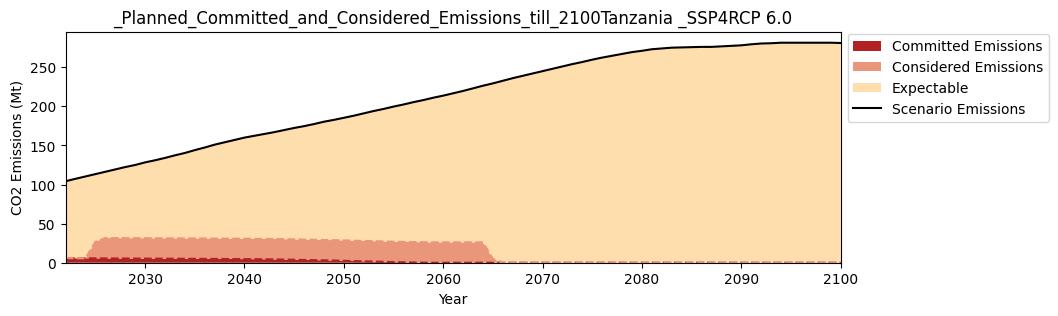 _Planned_Committed_and_Considered_Emissions_till_2100Tanzania _SSP4RCP 6.0
Committed Emissions
Considered Emissions
Expectable
Scenario Emissions
CO2 Emissions (Mt)
250
200
150
100
50
0
2030
2040
2050
2060
2070
2080
2090
2100
Year